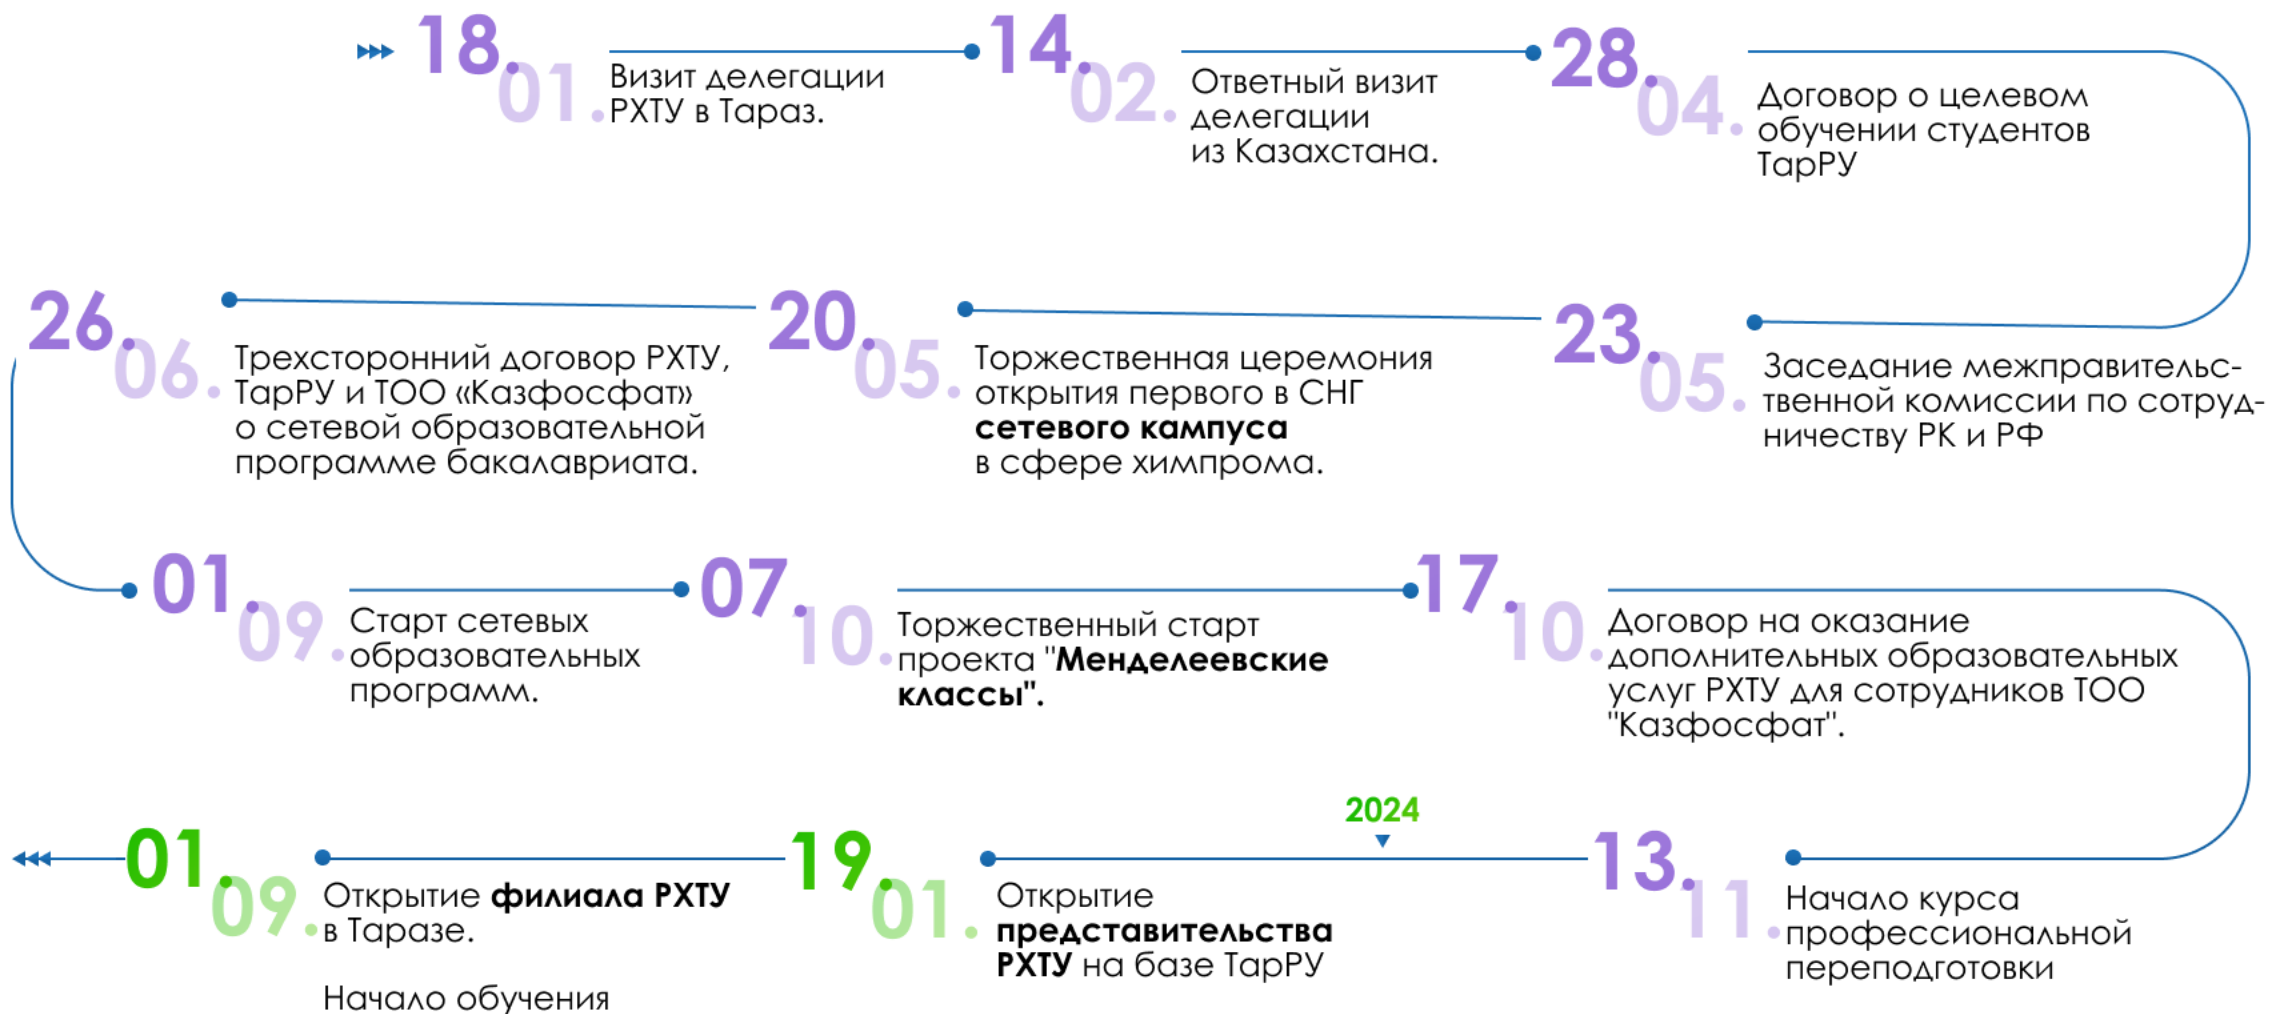 18.
01.
Визит делегации
РХТУ в Тараз.
14.
02.
Ответный визит
делегации
из Казахстана.
28.
04.
Договор о целевом
обучении студентов
ТарРУ
26.
06.
Трехсторонний договор РХТУ,
ТарРУ и ТОО «Казфосфат»
о сетевой образовательной
программе бакалавриата.
20.
05.
Торжественная церемония
открытия первого в СНГ
сетевого кампуса
в сфере химпрома.
23.
05.
Заседание межправительс-
твенной комиссии по сотруд-
ничеству РК и РФ
01.
09.
Старт сетевых
образовательных
программ.
07.
10.
Торжественный старт
проекта "Менделеевские
классы".
17.
10.
Договор на оказание
дополнительных образовательных
услуг РХТУ для сотрудников ТОО
"Казфосфат".
01.
09.
Открытие филиала РХТУ
в Таразе.
Начало обучения
19.
01.
Открытие
представительства
РХТУ на базе ТарРУ
2024
13.
11.
Начало курса
профессиональной
переподготовки